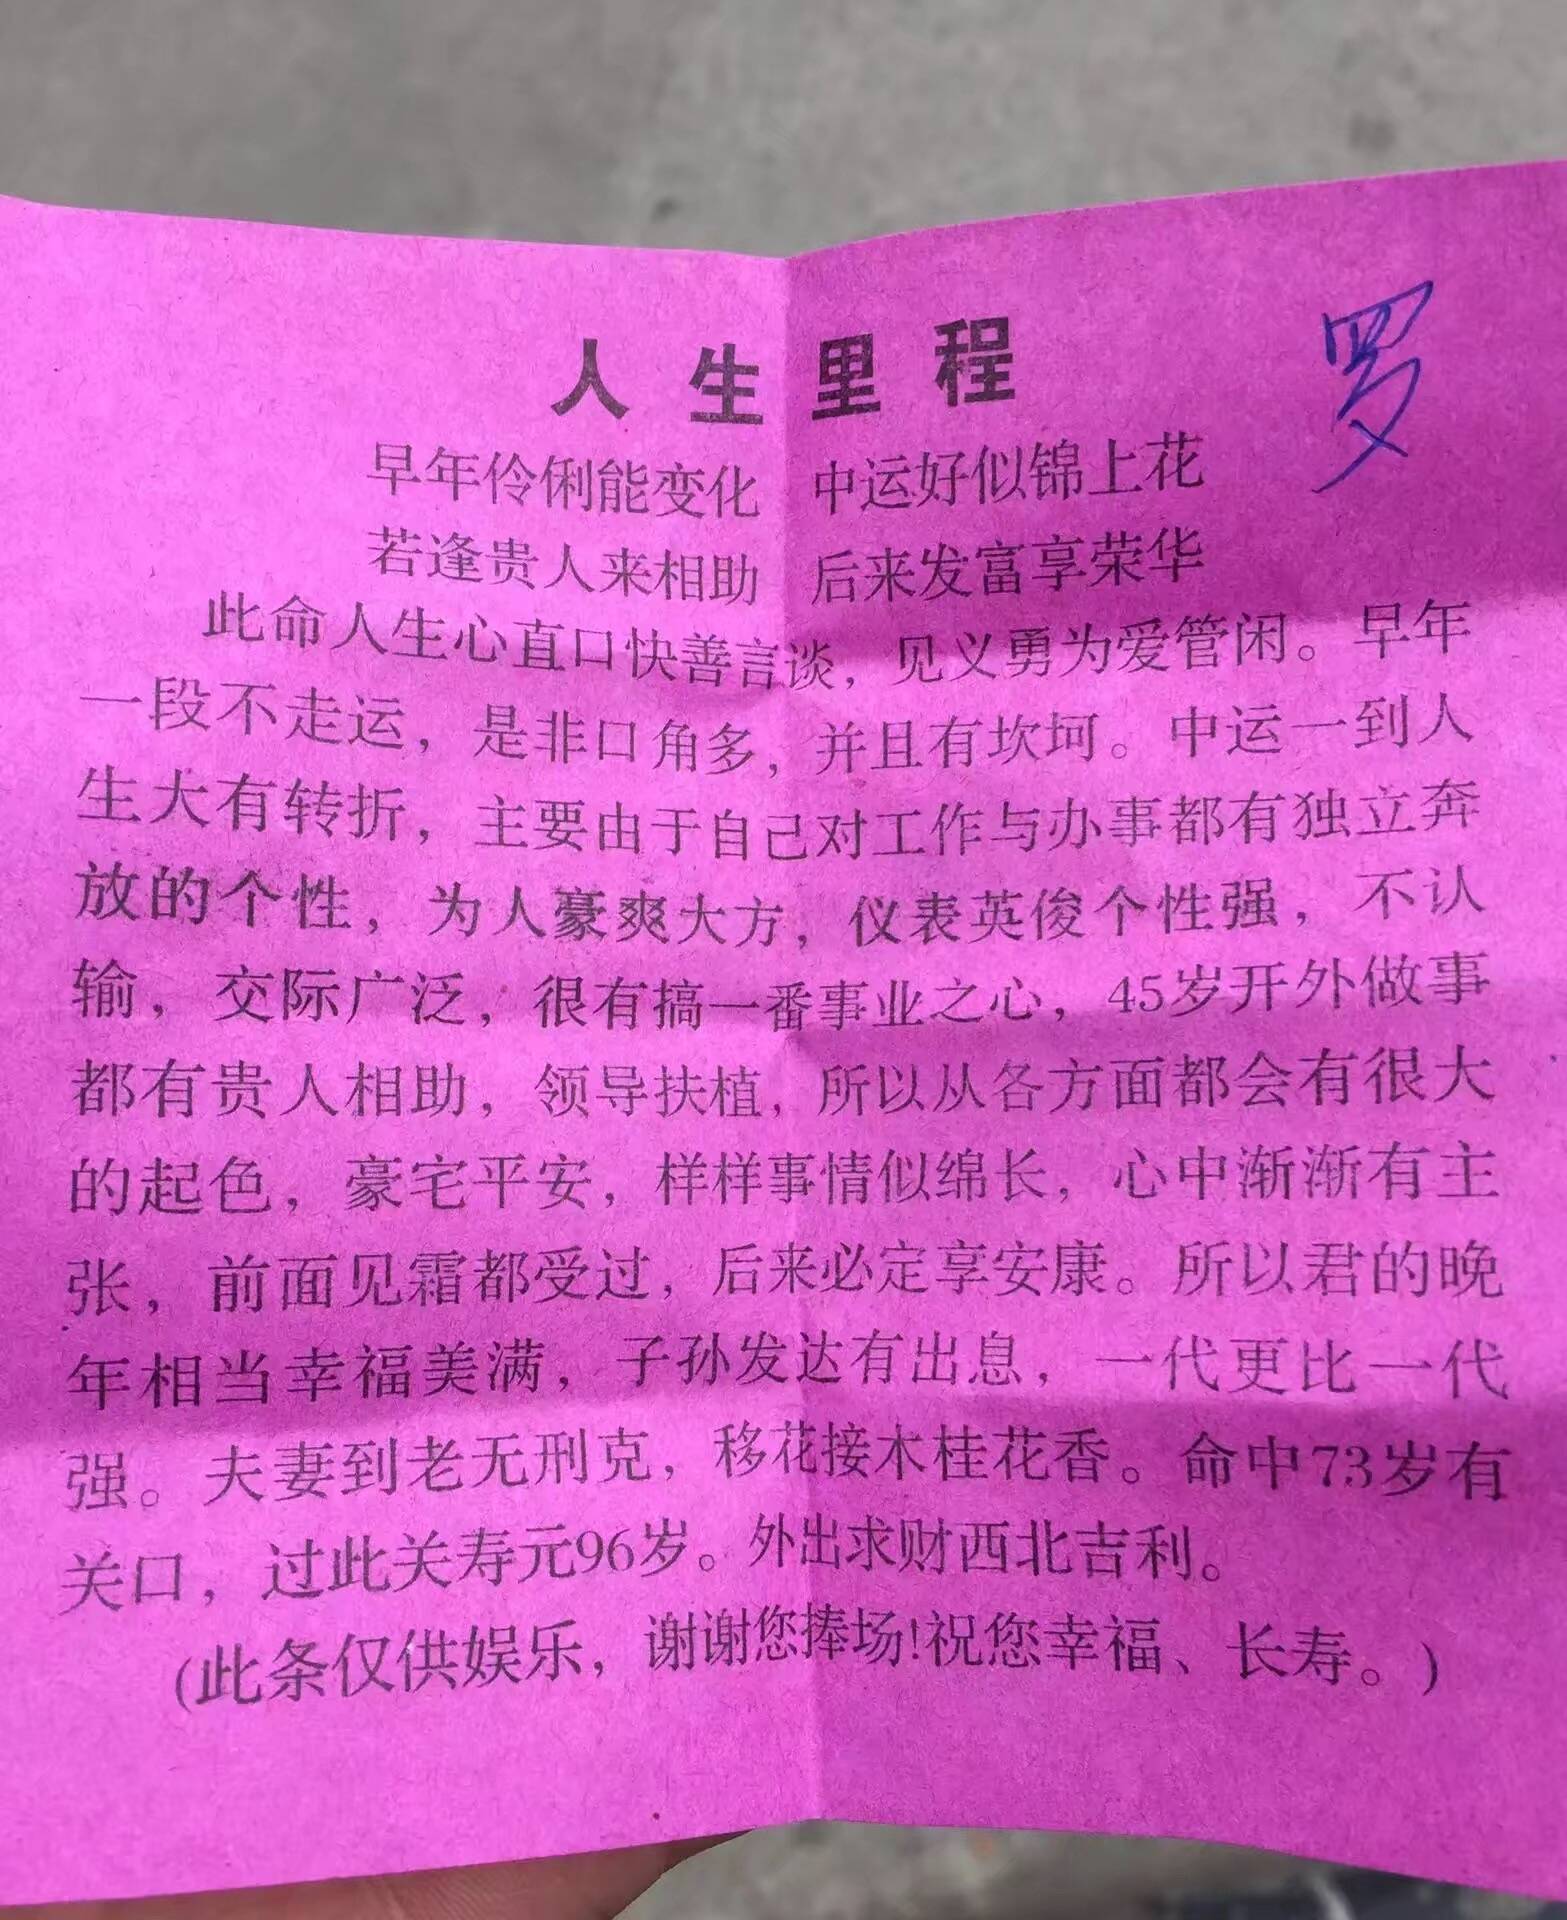 人生里程
罗
早年伶俐能变化 中运好似锦上花
若逢贵人来相助 后来发富享荣华
此命人生心直口快善言谈，见义勇为爱管闲。早年
一段不走运，是非口角多，并且有坎坷。中运一到人
生大有转折，主要由于自己对工作与办事都有独立奔
放的个性，为人豪爽大方，仪表英俊个性强，不认
输，交际广泛，很有搞一番事业之心，45岁开外做事
都有贵人相助，领导扶植，所以从各方面都会有很大
的起色，豪宅平安，样样事情似绵长，心中渐渐有主
张，前面见霜都受过，后来必定享安康。所以君的晚
年相当幸福美满，子孙发达有出息，一代更比一代
强。夫妻到老无刑克，移花接木桂花香。命中73岁有
关口，过此关寿元96岁。外出求财西北吉利。
(此条仅供娱乐，谢谢您捧场!祝您幸福、长寿。)